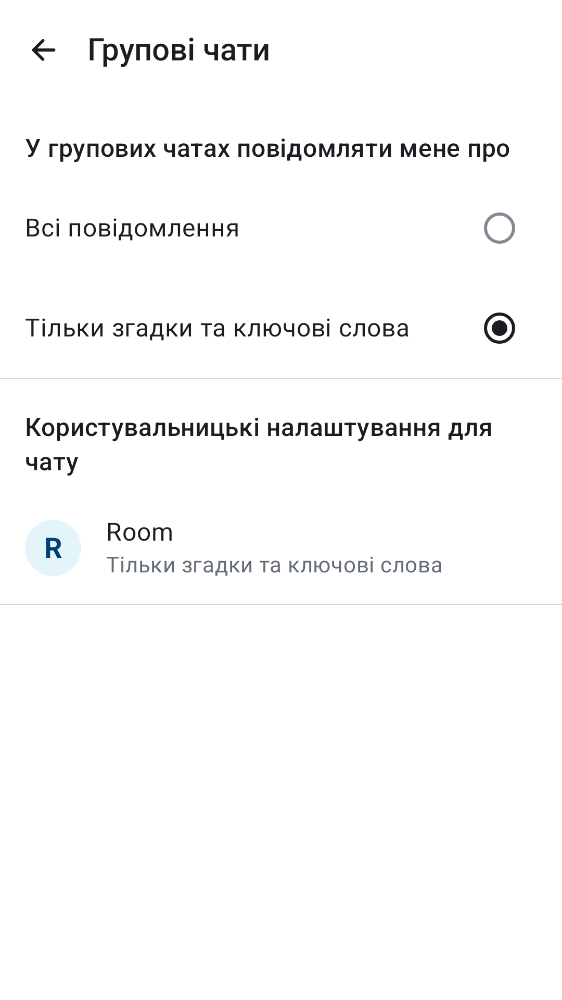 Групові чати
У групових чатах повідомляти мене про
Всі повідомлення
Тільки згадки та ключові слова
Користувальницькі налаштування для
чату
R
Room
Тільки згадки та ключові слова